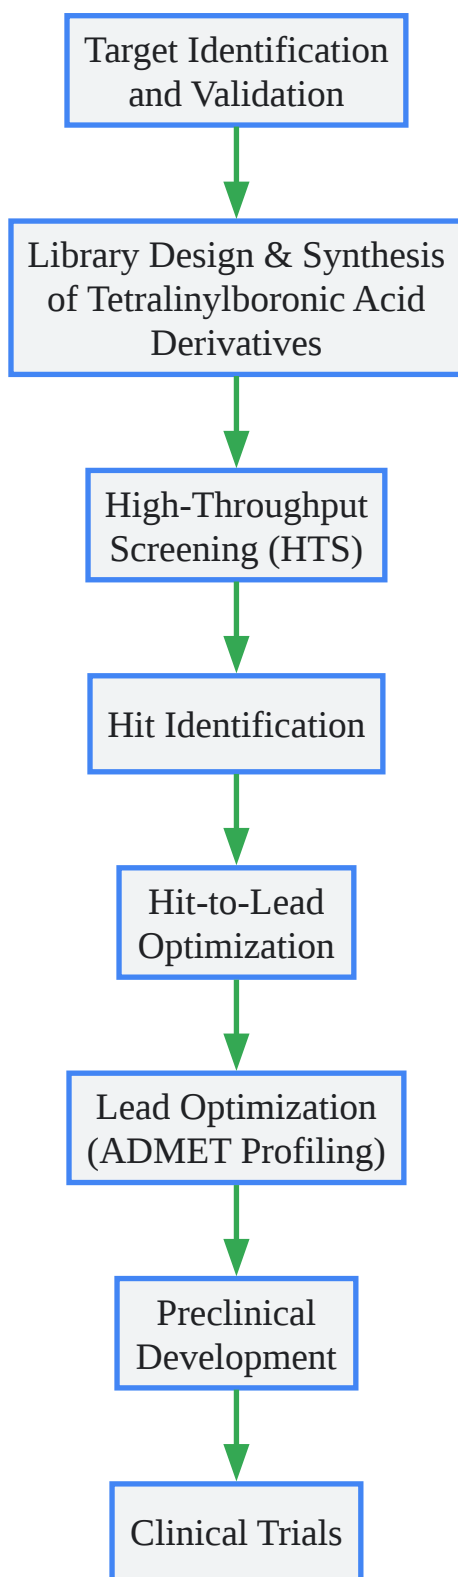 Target Identification
and Validation
Library Design & Synthesis
of Tetralinylboronic Acid
Derivatives
High-Throughput
Screening (HTS)
Hit Identification
Hit-to-Lead
Optimization
Lead Optimization
(ADMET Profiling)
Preclinical
Development
Clinical Trials